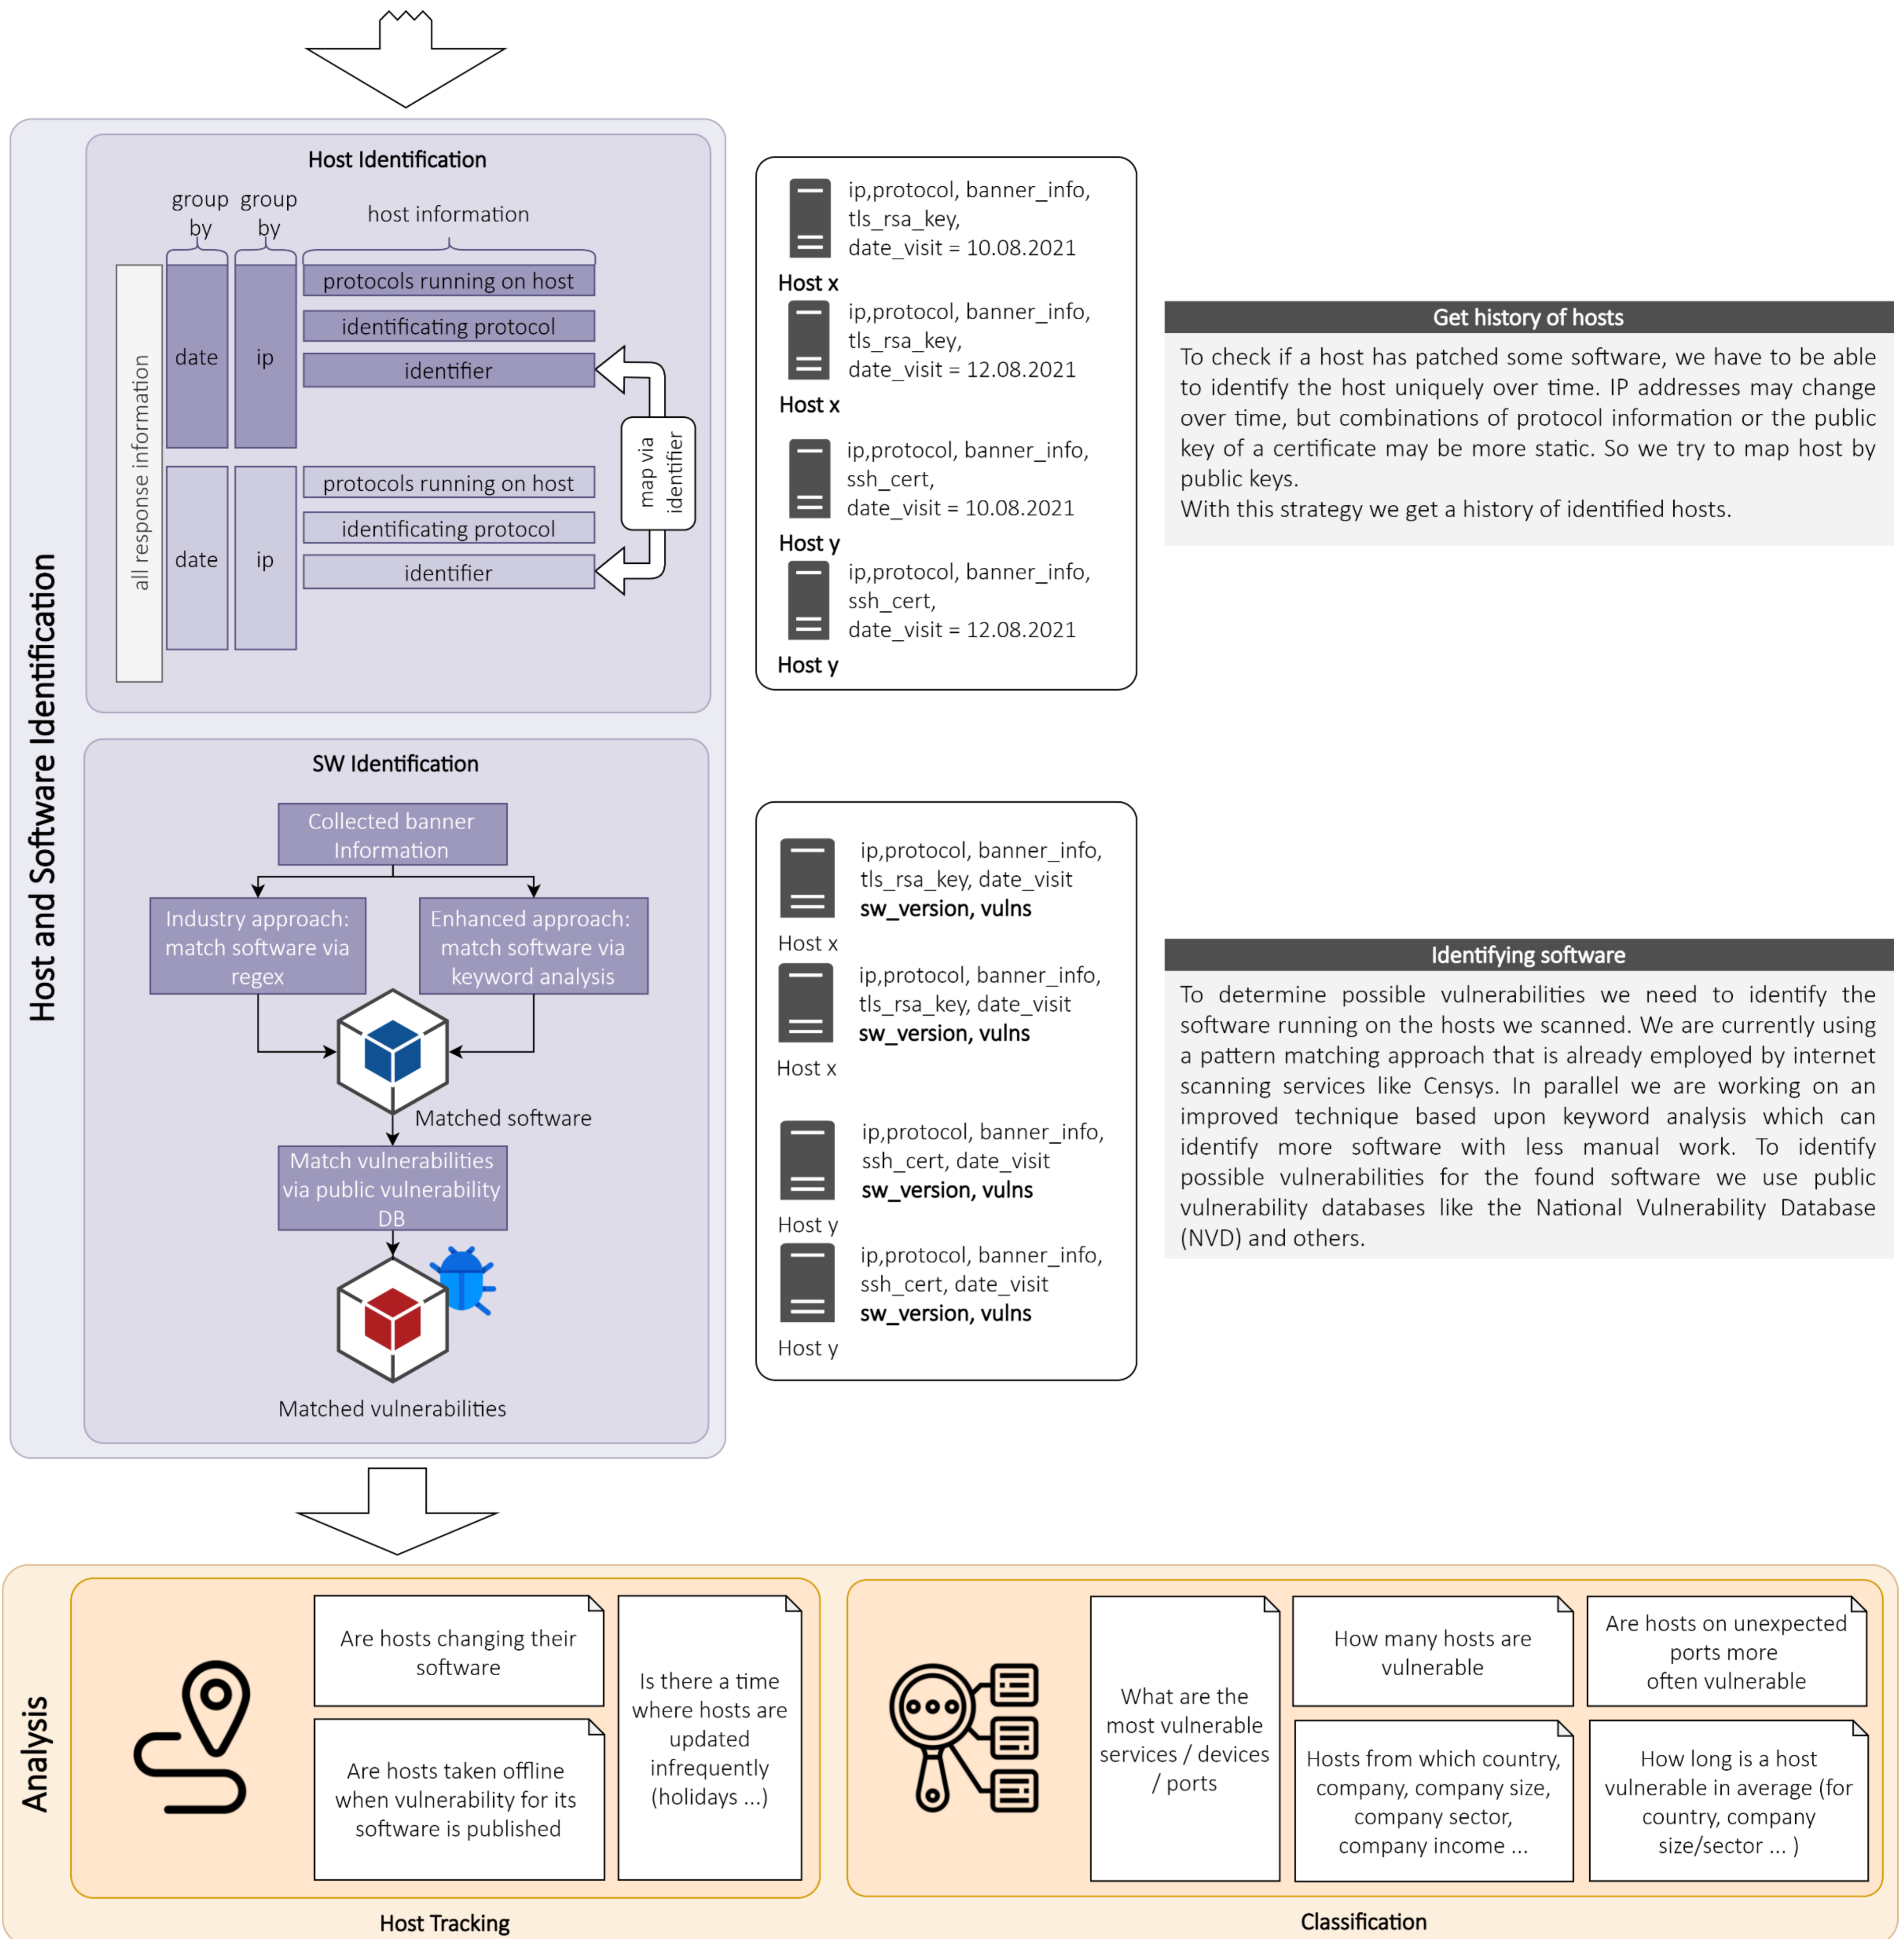 Host and Software Identification
Host Identification
group
by
group
by
host information
all response information
date
ip
protocols running on host
identificating protocol
identifier
map via
identifier
date
ip
protocols running on host
identificating protocol
identifier
ip,protocol, banner_info,
tls_rsa_key,
date_visit = 10.08.2021
Host x
ip,protocol, banner_info,
tls_rsa_key,
date_visit = 12.08.2021
Host x
ip,protocol, banner_info,
ssh_cert,
date_visit = 10.08.2021
Host y
ip,protocol, banner_info,
ssh_cert,
date_visit = 12.08.2021
Host y
Get history of hosts
To check if a host has patched some software, we have to be able
to identify the host uniquely over time. IP addresses may change
over time, but combinations of protocol information or the public
key of a certificate may be more static. So we try to map host by
public keys.
With this strategy we get a history of identified hosts.
SW Identification
Collected banner
Information
Industry approach:
match software via
regex
Enhanced approach:
match software via
keyword analysis
Matched software
Match vulnerabilities
via public vulnerability
DB
Matched vulnerabilities
ip,protocol, banner_info,
tls_rsa_key, date_visit
sw_version, vulns
Host x
ip,protocol, banner_info,
tls_rsa_key, date_visit
sw_version, vulns
Host x
ip,protocol, banner_info,
ssh_cert, date_visit
sw_version, vulns
Host y
ip,protocol, banner_info,
ssh_cert, date_visit
sw_version, vulns
Host y
Identifying software
To determine possible vulnerabilities we need to identify the
software running on the hosts we scanned. We are currently using
a pattern matching approach that is already employed by internet
scanning services like Censys. In parallel we are working on an
improved technique based upon keyword analysis which can
identify more software with less manual work. To identify
possible vulnerabilities for the found software we use public
vulnerability databases like the National Vulnerability Database
(NVD) and others.
Analysis
Are hosts changing their
software
Are hosts taken offline
when vulnerability for its
software is published
Is there a time
where hosts are
updated
infrequently
(holidays ...)
Host Tracking
What are the
most vulnerable
services / devices
/ ports
How many hosts are
vulnerable
Are hosts on unexpected
ports more
often vulnerable
Hosts from which country,
company, company size,
company sector,
company income ...
How long is a host
vulnerable in average (for
country, company
size/sector ... )
Classification